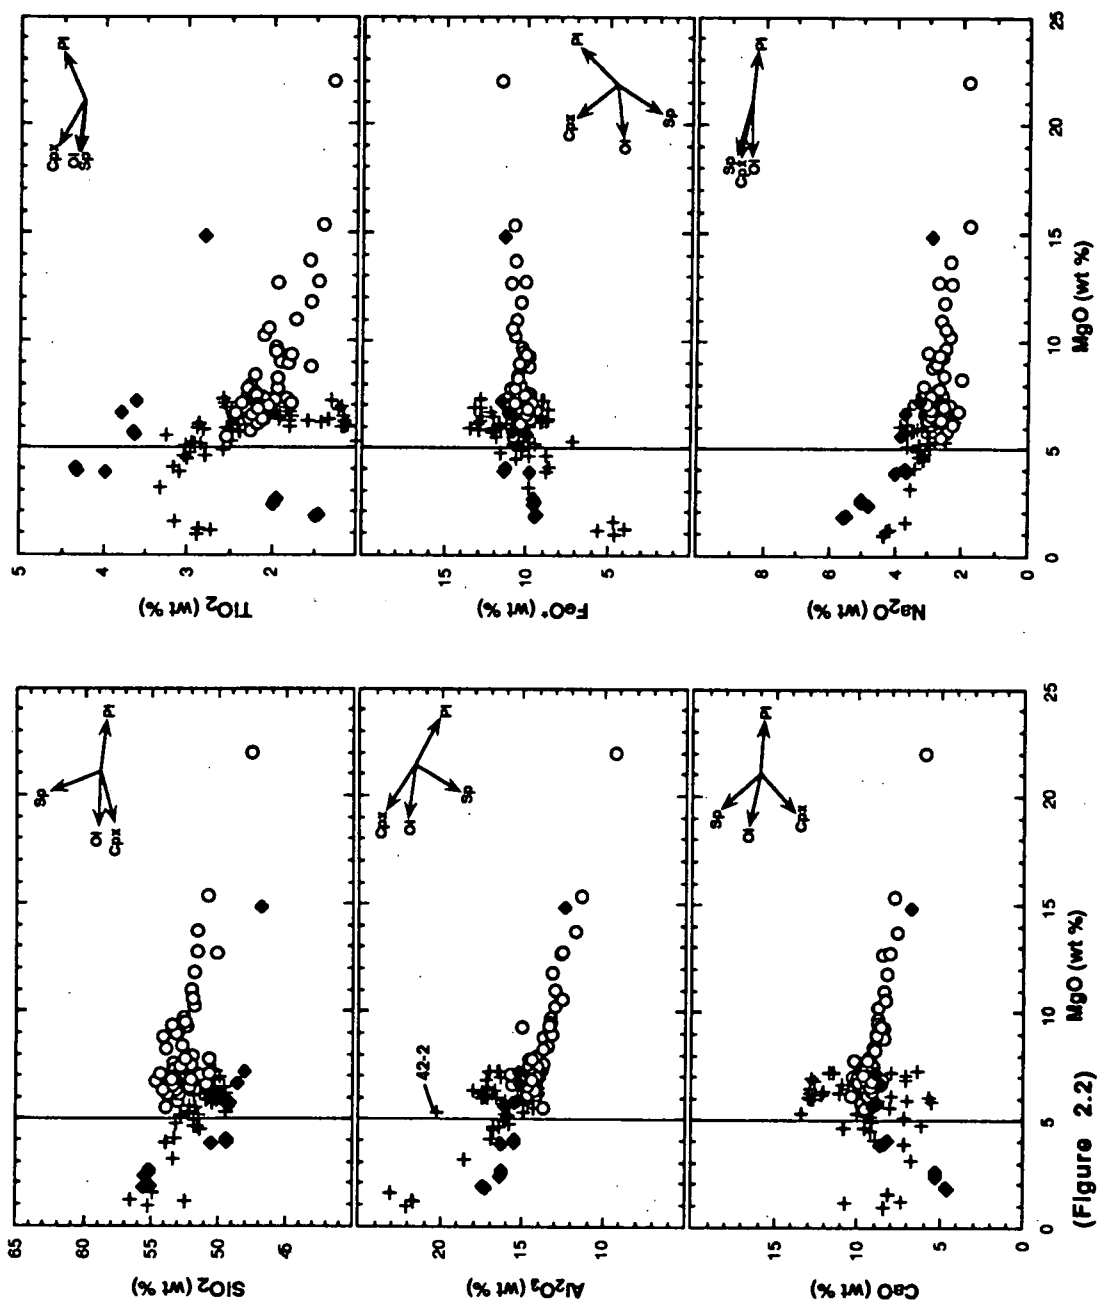 65
60
55
50
45
SiO2 (wt %)
Sp
Ol
Cpx
Pl
20
15
10
Al2O3 (wt %)
42-2
Cpx
Ol
Sp
Pl
20
15
10
5
0
CaO (wt %)
Sp
Ol
Cpx
Pl
0
5
10
15
20
25
MgO (wt %)
5
4
3
2
TiO2 (wt %)
Cpx
Ol
Sp
Pl
15
10
5
FeO* (wt %)
Cpx
Ol
Sp
Pl
8
6
4
2
0
Na2O (wt %)
Sp
Cpx
Ol
Pl
0
5
10
15
20
25
MgO (wt %)
(Figure 2.2)